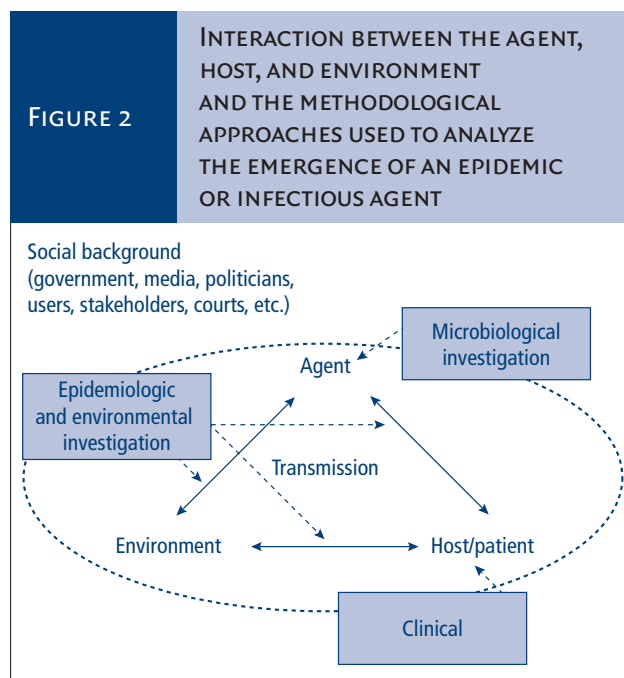 FIGURE 2
INTERACTION BETWEEN THE AGENT,
HOST, AND ENVIRONMENT
AND THE METHODOLOGICAL
APPROACHES USED TO ANALYZE
THE EMERGENCE OF AN EPIDEMIC
OR INFECTIOUS AGENT
Social background
(government, media, politicians,
users, stakeholders, courts, etc.)
Microbiological
investigation
Agent
Epidemiologic
and environmental
investigation
Transmission
Environment
Host/patient
Clinical